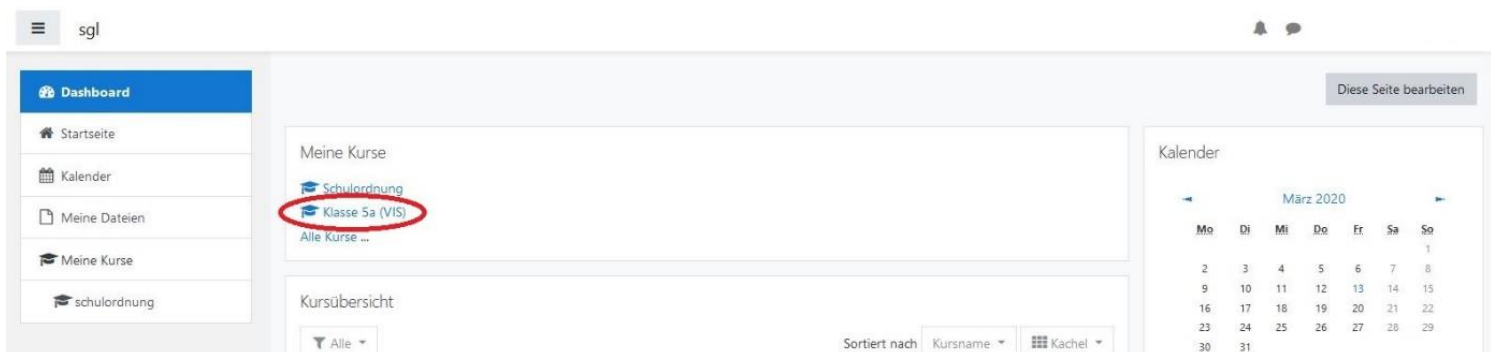 sgl
Dashboard
Startseite
Kalender
Meine Dateien
Meine Kurse
schulordnung
Diese Seite bearbeiten
Meine Kurse
Schulordnung
Klasse 5a (VIS)
Alle Kurse ...
Kursübersicht
Alle
Sortiert nach Kursname Kachel
Kalender
März 2020
Mo Di Mi Do Fr Sa So
1
2 3 4 5 6 7 8
9 10 11 12 13 14 15
16 17 18 19 20 21 22
23 24 25 26 27 28 29
30 31